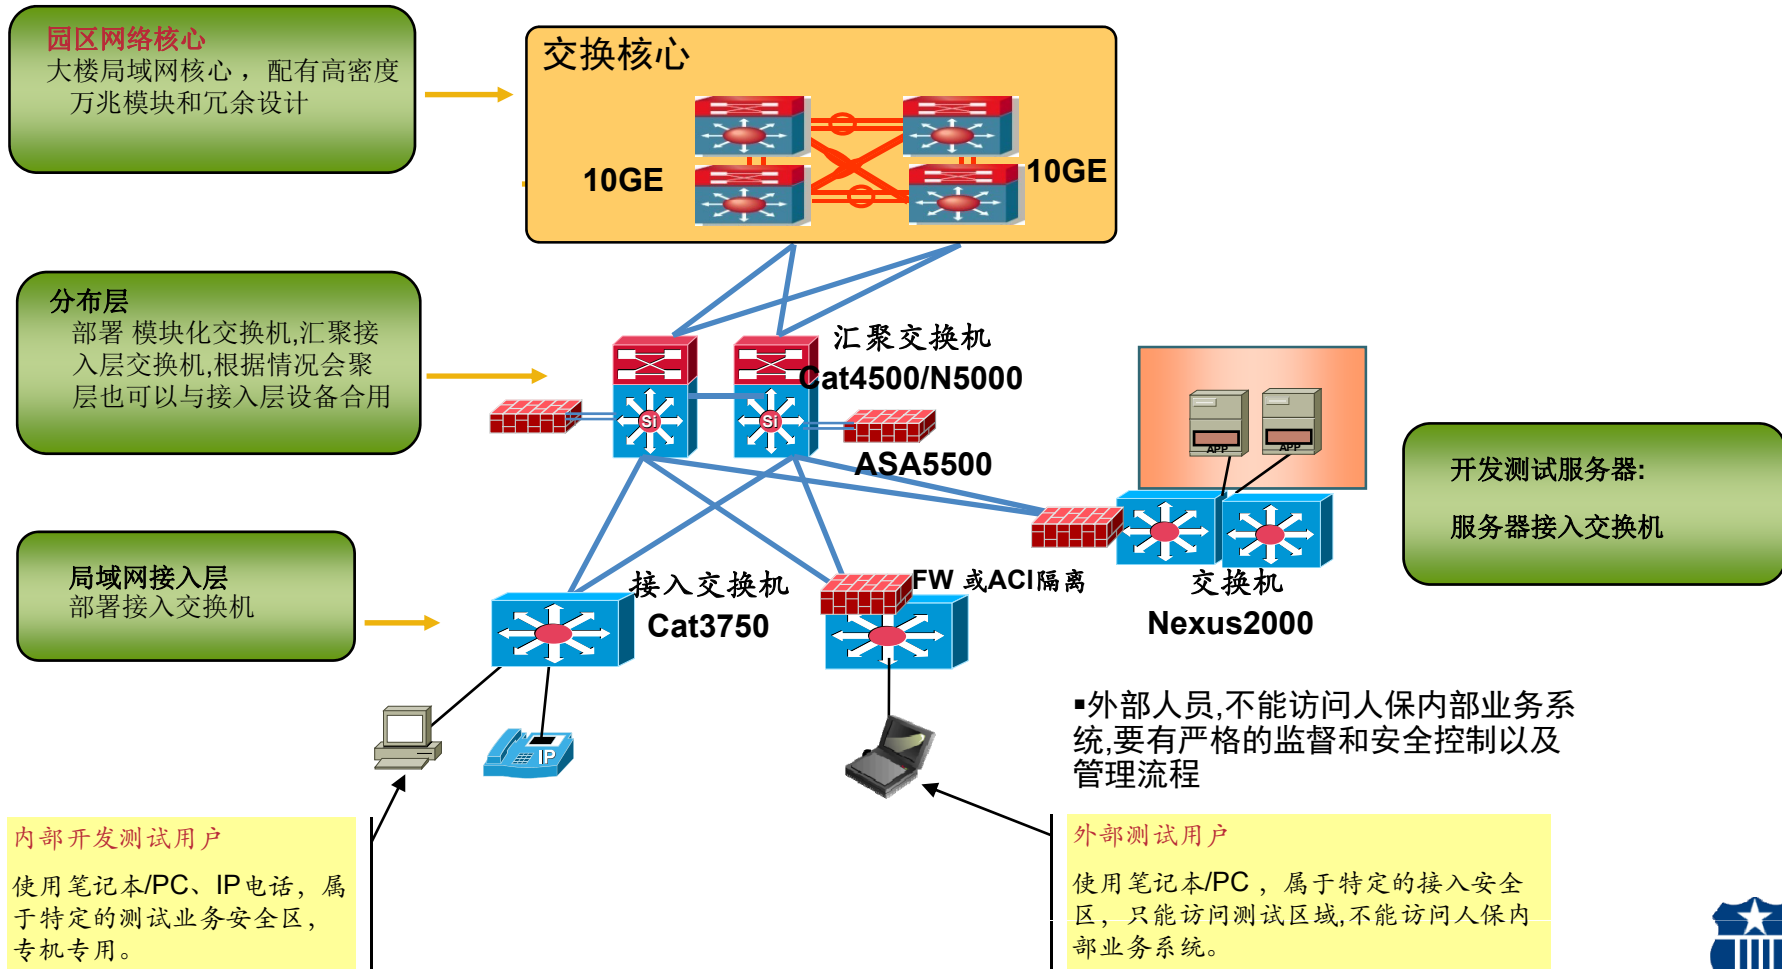 园区网络核心
大楼局域网核心，配有高密度
万兆模块和冗余设计
交换核心
10GE
10GE
分布层
部署 模块化交换机,汇聚接
入层交换机,根据情况会聚
层也可以与接入层设备合用
汇聚交换机
Cat4500/N5000
Si
Si
ASA5500
APP
APP
开发测试服务器:
服务器接入交换机
局域网接入层
部署接入交换机
接入交换机
Cat3750
FW 或ACI隔离
交换机
Nexus2000
IP
▪外部人员,不能访问人保内部业务系
统,要有严格的监督和安全控制以及
管理流程
内部开发测试用户
使用笔记本/PC、IP电话，属
于特定的测试业务安全区，
专机专用。
外部测试用户
使用笔记本/PC，属于特定的接入安全
区，只能访问测试区域,不能访问人保内
部业务系统。